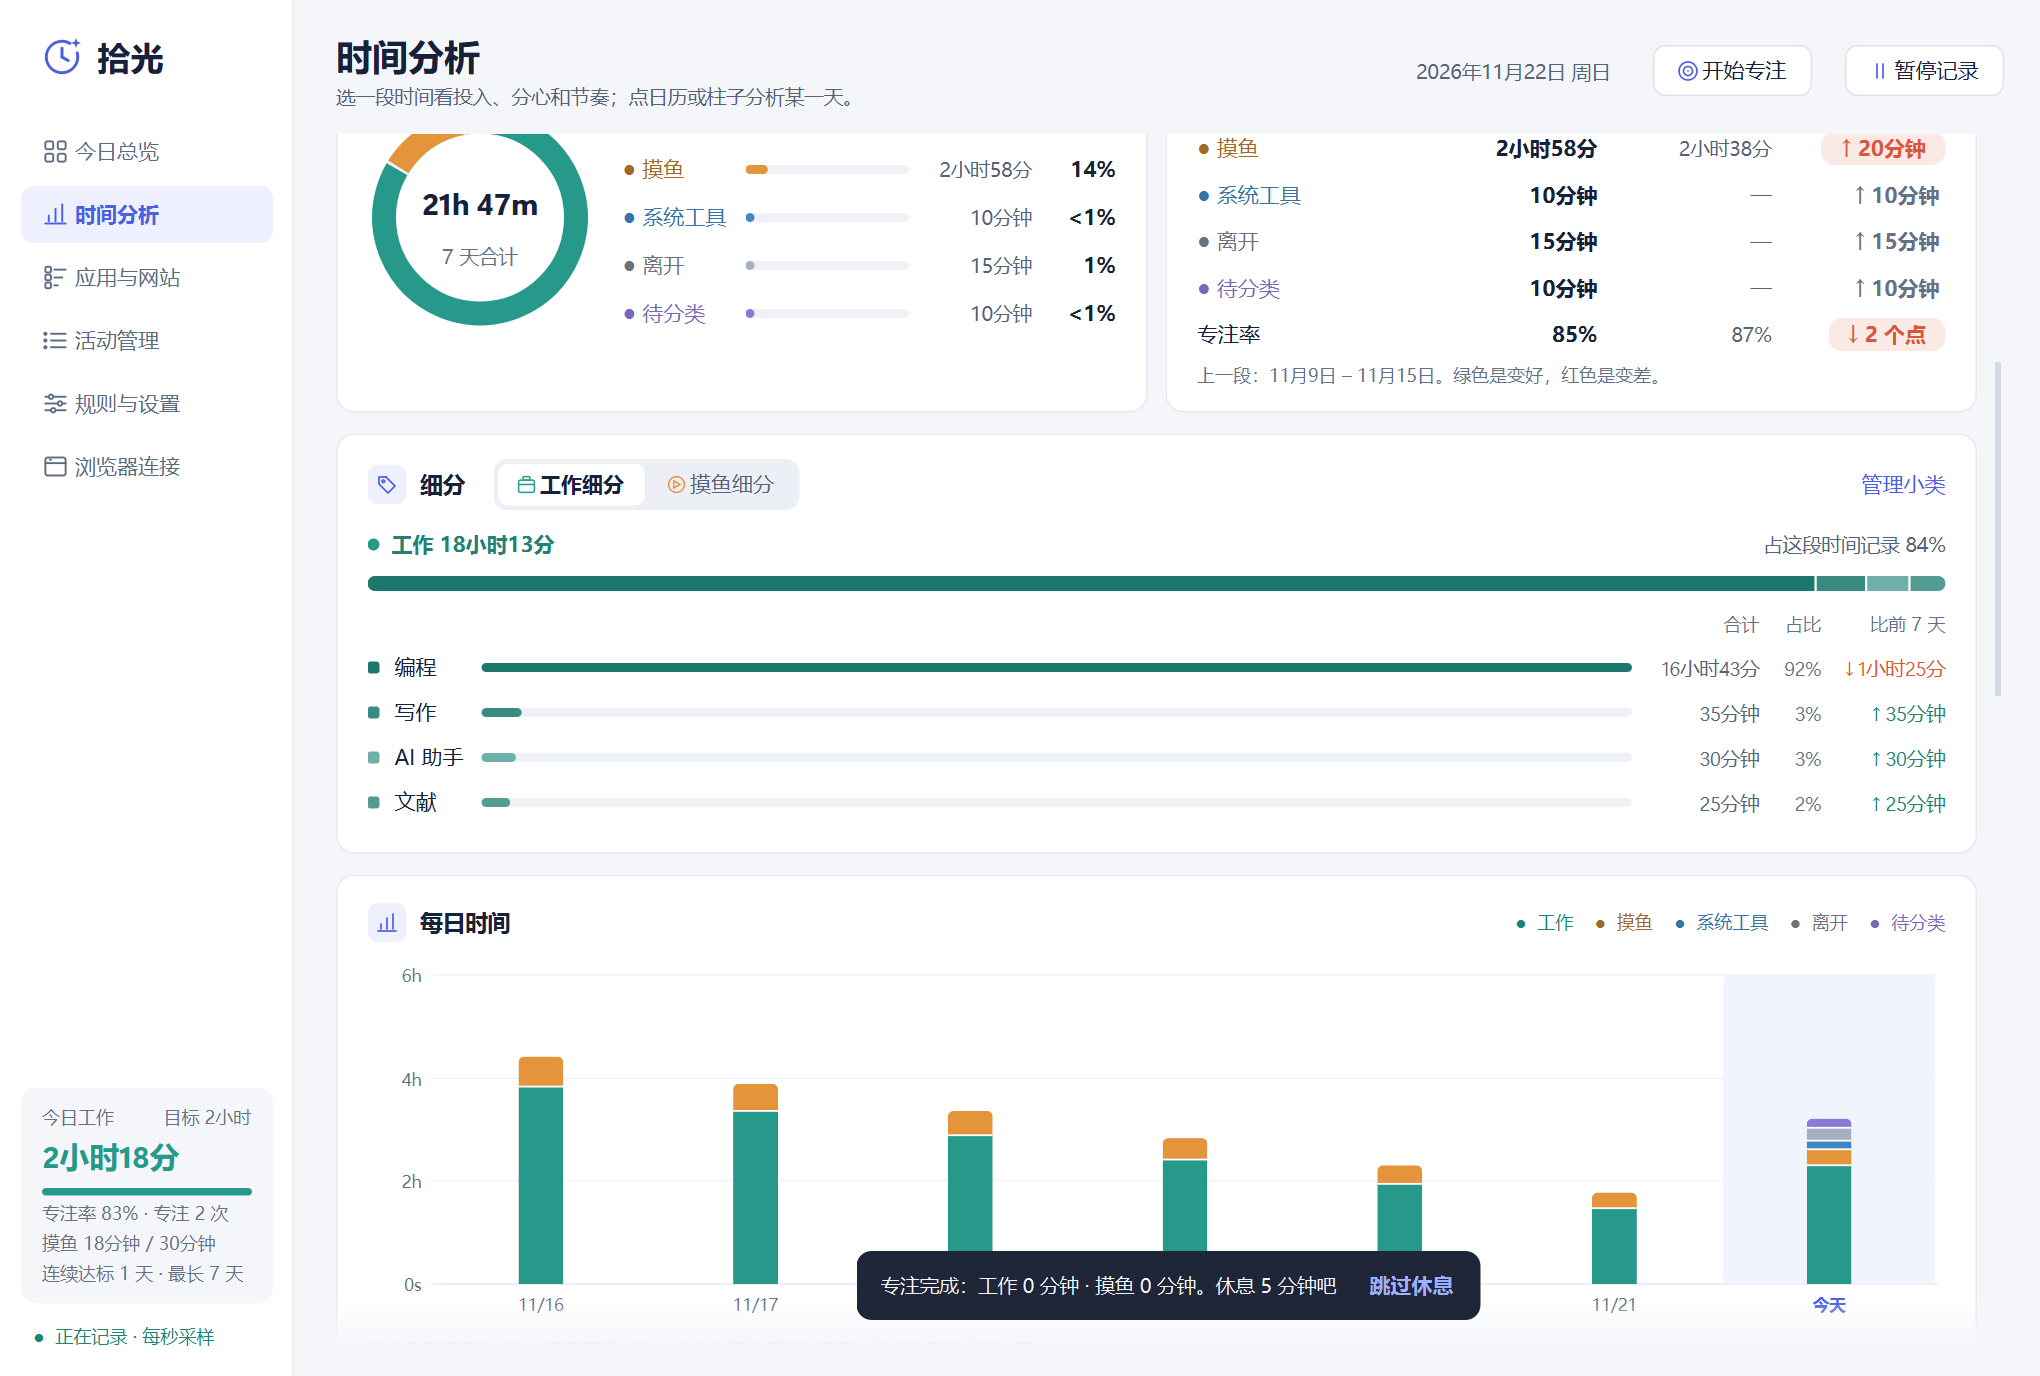 拾光
今日总览
时间分析
应用与网站
活动管理
规则与设置
浏览器连接
今日工作 目标 2小时
2小时18分
专注率 83% · 专注 2 次
摸鱼 18分钟 / 30分钟
连续达标 1 天 · 最长 7 天
正在记录 · 每秒采样
时间分析
选一段时间看投入、分心和节奏；点日历或柱子分析某一天。
2026年11月22日 周日
开始专注
暂停记录
21h 47m
7 天合计
摸鱼 2小时58分 14%
系统工具 10分钟 <1%
离开 15分钟 1%
待分类 10分钟 <1%
摸鱼 2小时58分 2小时38分 ↑ 20分钟
系统工具 10分钟 — ↑ 10分钟
离开 15分钟 — ↑ 15分钟
待分类 10分钟 — ↑ 10分钟
专注率 85% 87% ↓ 2 个点
上一段：11月9日 – 11月15日。绿色是变好，红色是变差。
细分 工作细分 摸鱼细分 管理小类
工作 18小时13分 占这段时间记录 84%
合计 占比 比前 7 天
编程 16小时43分 92% ↓ 1小时25分
写作 35分钟 3% ↑ 35分钟
AI 助手 30分钟 3% ↑ 30分钟
文献 25分钟 2% ↑ 25分钟
每日时间 工作 摸鱼 系统工具 离开 待分类
6h
4h
2h
0s
11/16 11/17 11/21 今天
专注完成：工作 0 分钟 · 摸鱼 0 分钟。休息 5 分钟吧 跳过休息